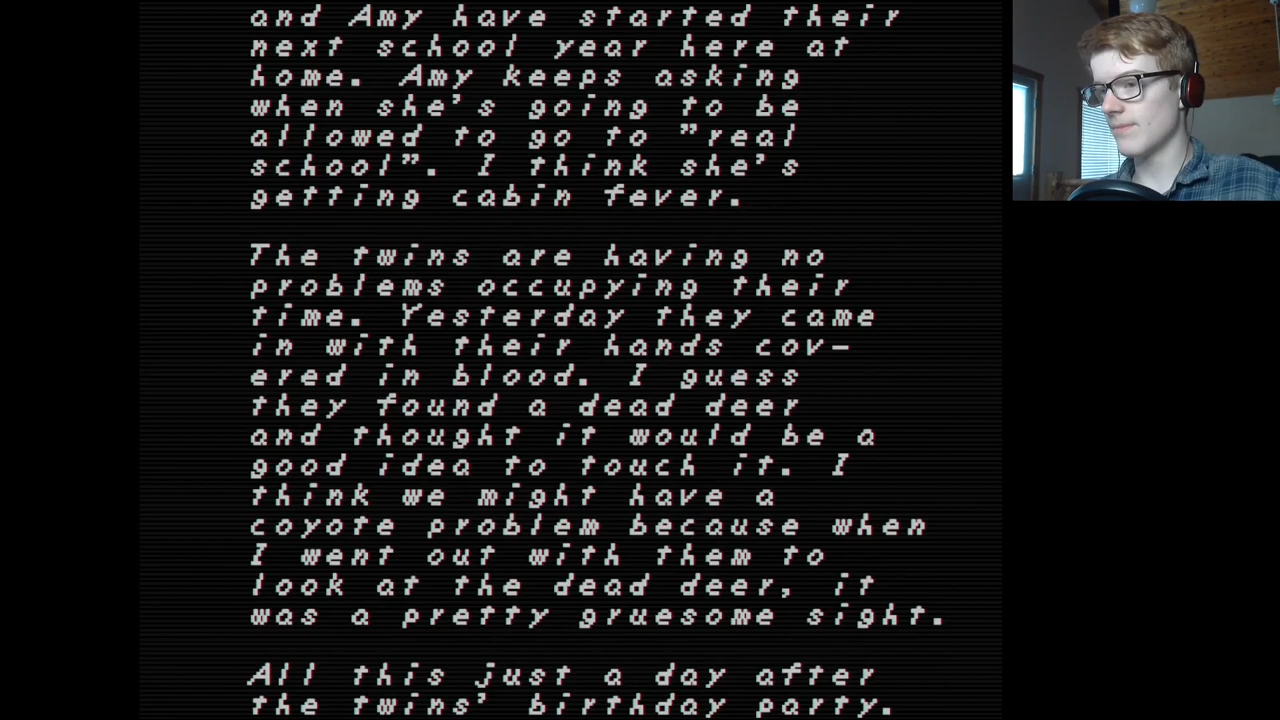 and Amy have started their
next school year here at
home. Amy keeps asking
when she's going to be
allowed to go to "real
school". I think she's
getting cabin fever.
The twins are having no
problems occupying their
time. Yesterday they came
in with their hands cov-
ered in blood. I guess
they found a dead deer
and thought it would be a
good idea to touch it. I
think we might have a
coyote problem because when
I went out with them to
look at the dead deer, it
was a pretty gruesome sight.
All this just a day after
the twins' birthday party.